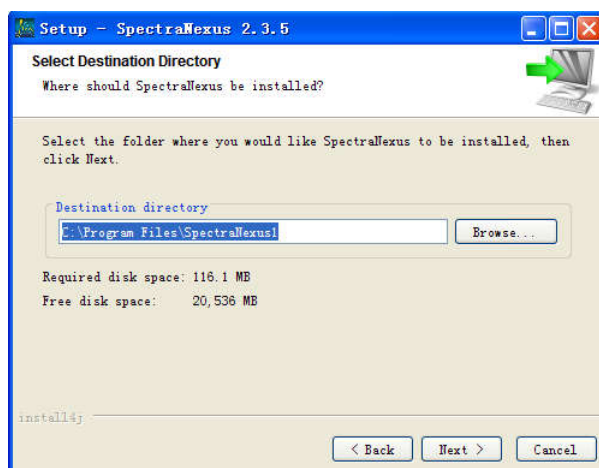 Setup - SpectraNexus 2.3.5
Select Destination Directory
Where should SpectraNexus be installed?
Select the folder where you would like SpectraNexus to be installed, then
click Next.
Destination directory
C:\Program Files\SpectraNexus1
Browse...
Required disk space: 116.1 MB
Free disk space: 20,536 MB
install4j
< Back
Next >
Cancel